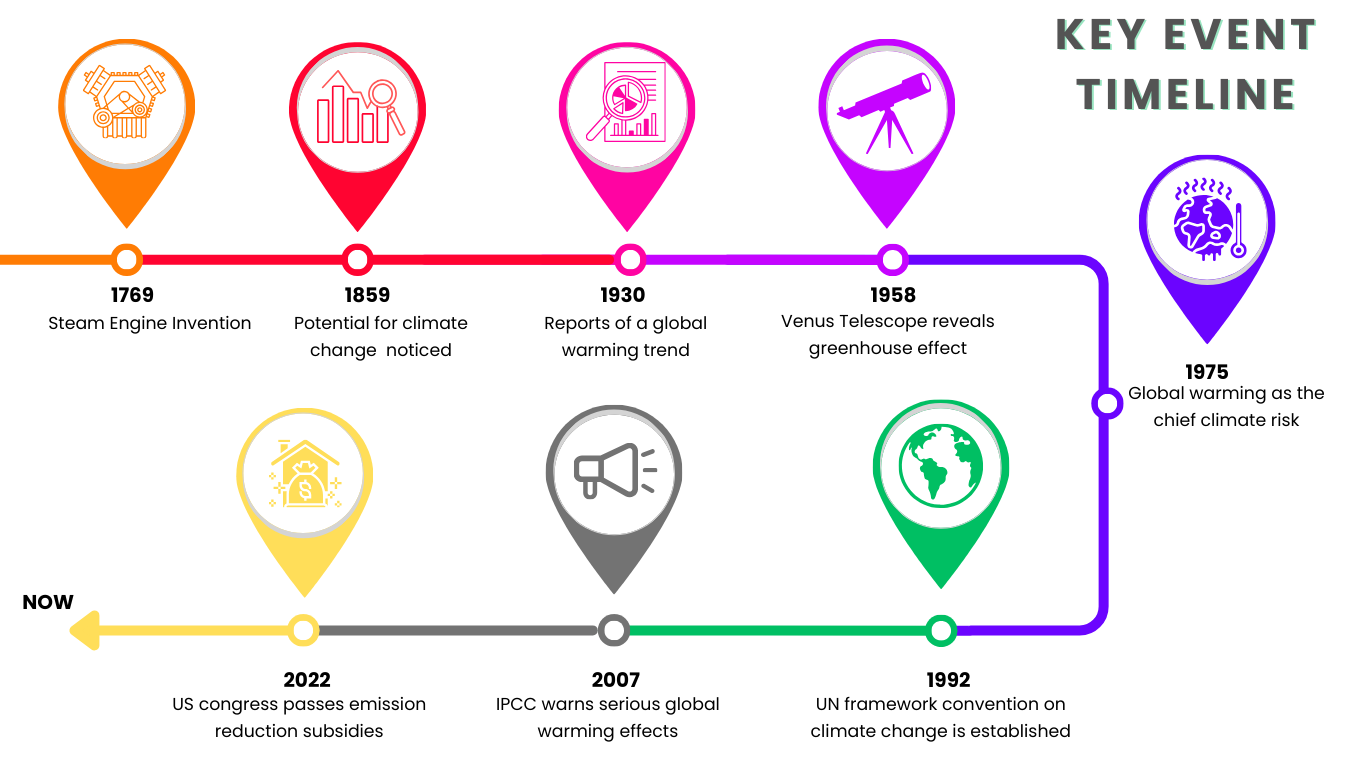 KEY EVENT
TIMELINE
1769
Steam Engine Invention
1859
Potential for climate
change noticed
1930
Reports of a global
warming trend
1958
Venus Telescope reveals
greenhouse effect
1975
Global warming as the
chief climate risk
1992
UN framework convention on
climate change is established
2007
IPCC warns serious global
warming effects
2022
US congress passes emission
reduction subsidies
NOW
$